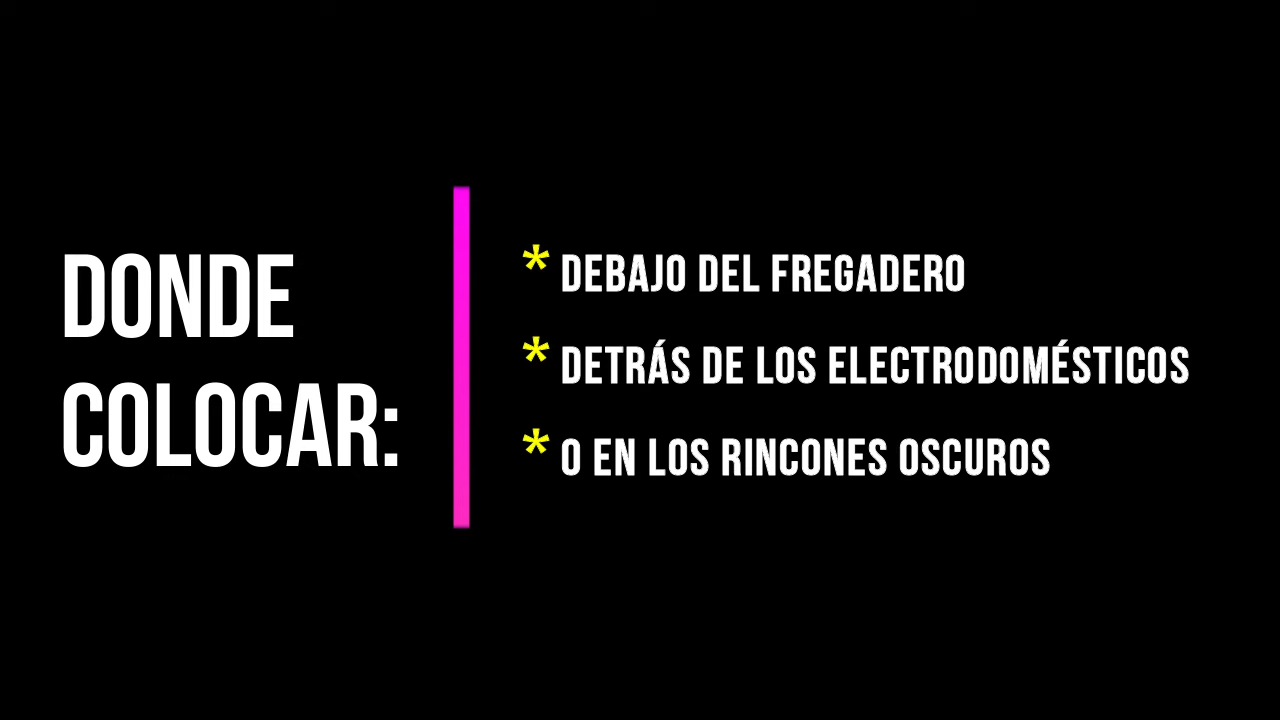 DONDE
COLOCAR:
* DEBAJO DEL FREGADERO
* DETRÁS DE LOS ELECTRODOMÉSTICOS
* O EN LOS RINCONES OSCUROS